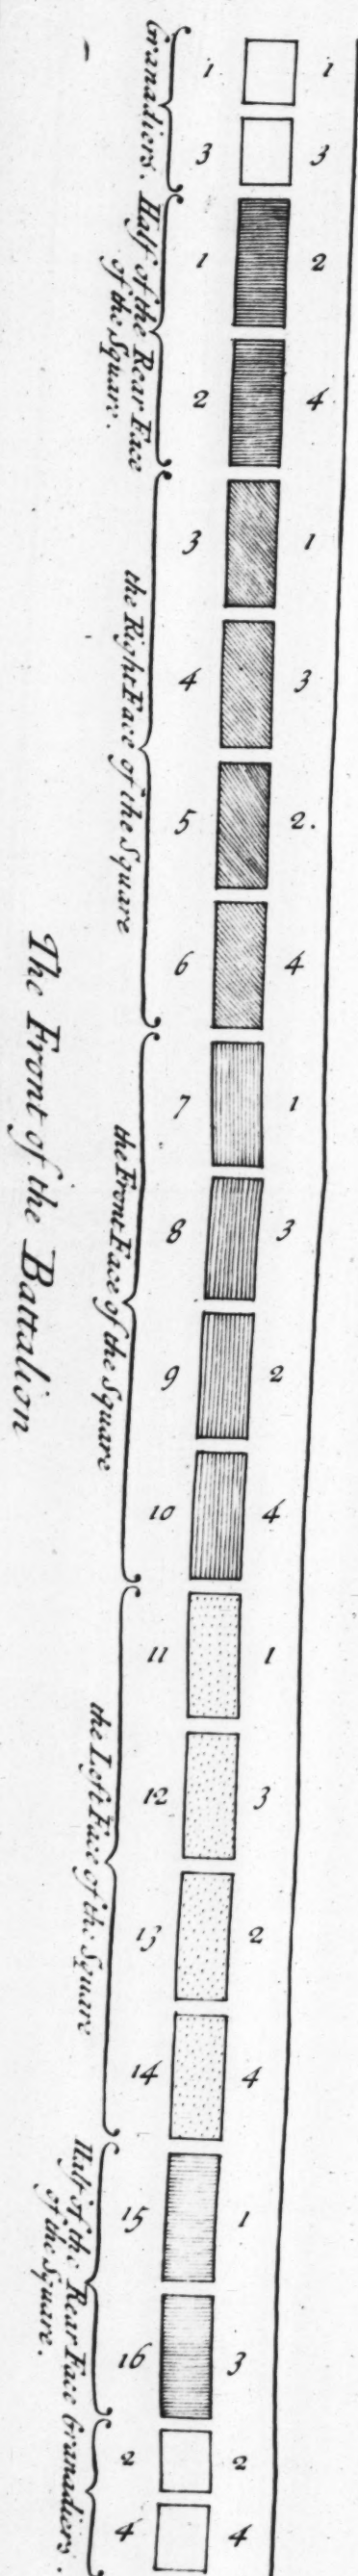 Granadiers.
1 1
3 3
Half of the Rear Face
of the Square.
1 2
2 4
the Right Face of the Square
3 1
4 3
5 2.
6 4
the Front Face of the Square
7 1
8 3
9 2
10 4
The Front of the Battalion
the Left Face of the Square
11 1
12 3
13 2
14 4
Half of the Rear Face
of the Square.
15 1
16 3
Granadiers.
2 2
4 4